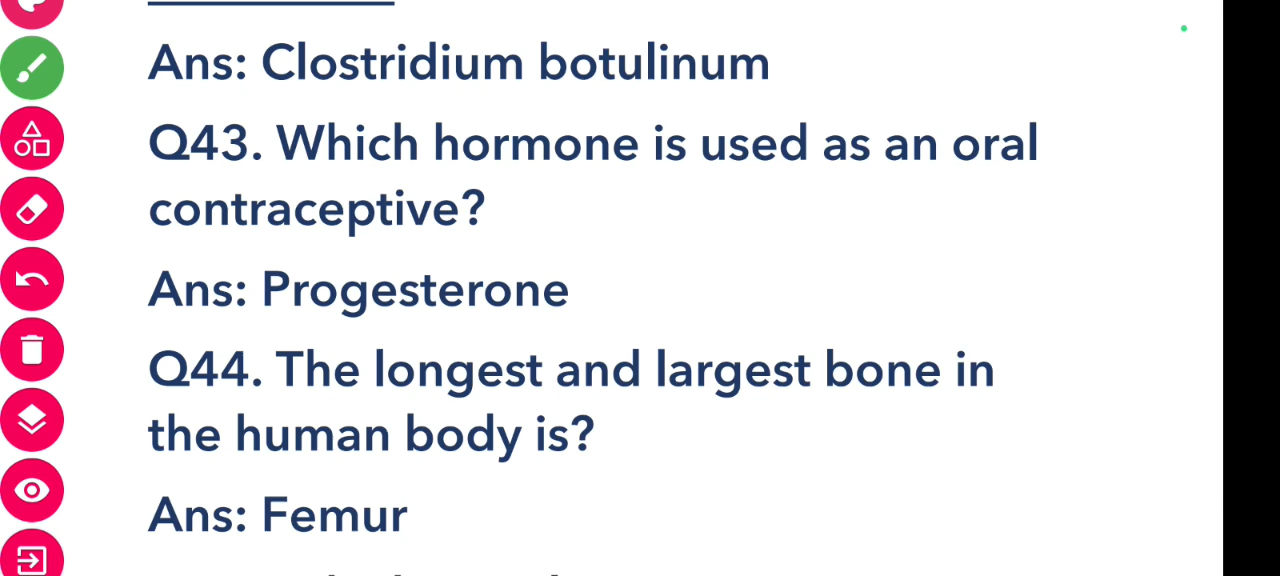 Ans: Clostridium botulinum
Q43. Which hormone is used as an oral
contraceptive?
Ans: Progesterone
Q44. The longest and largest bone in
the human body is?
Ans: Femur